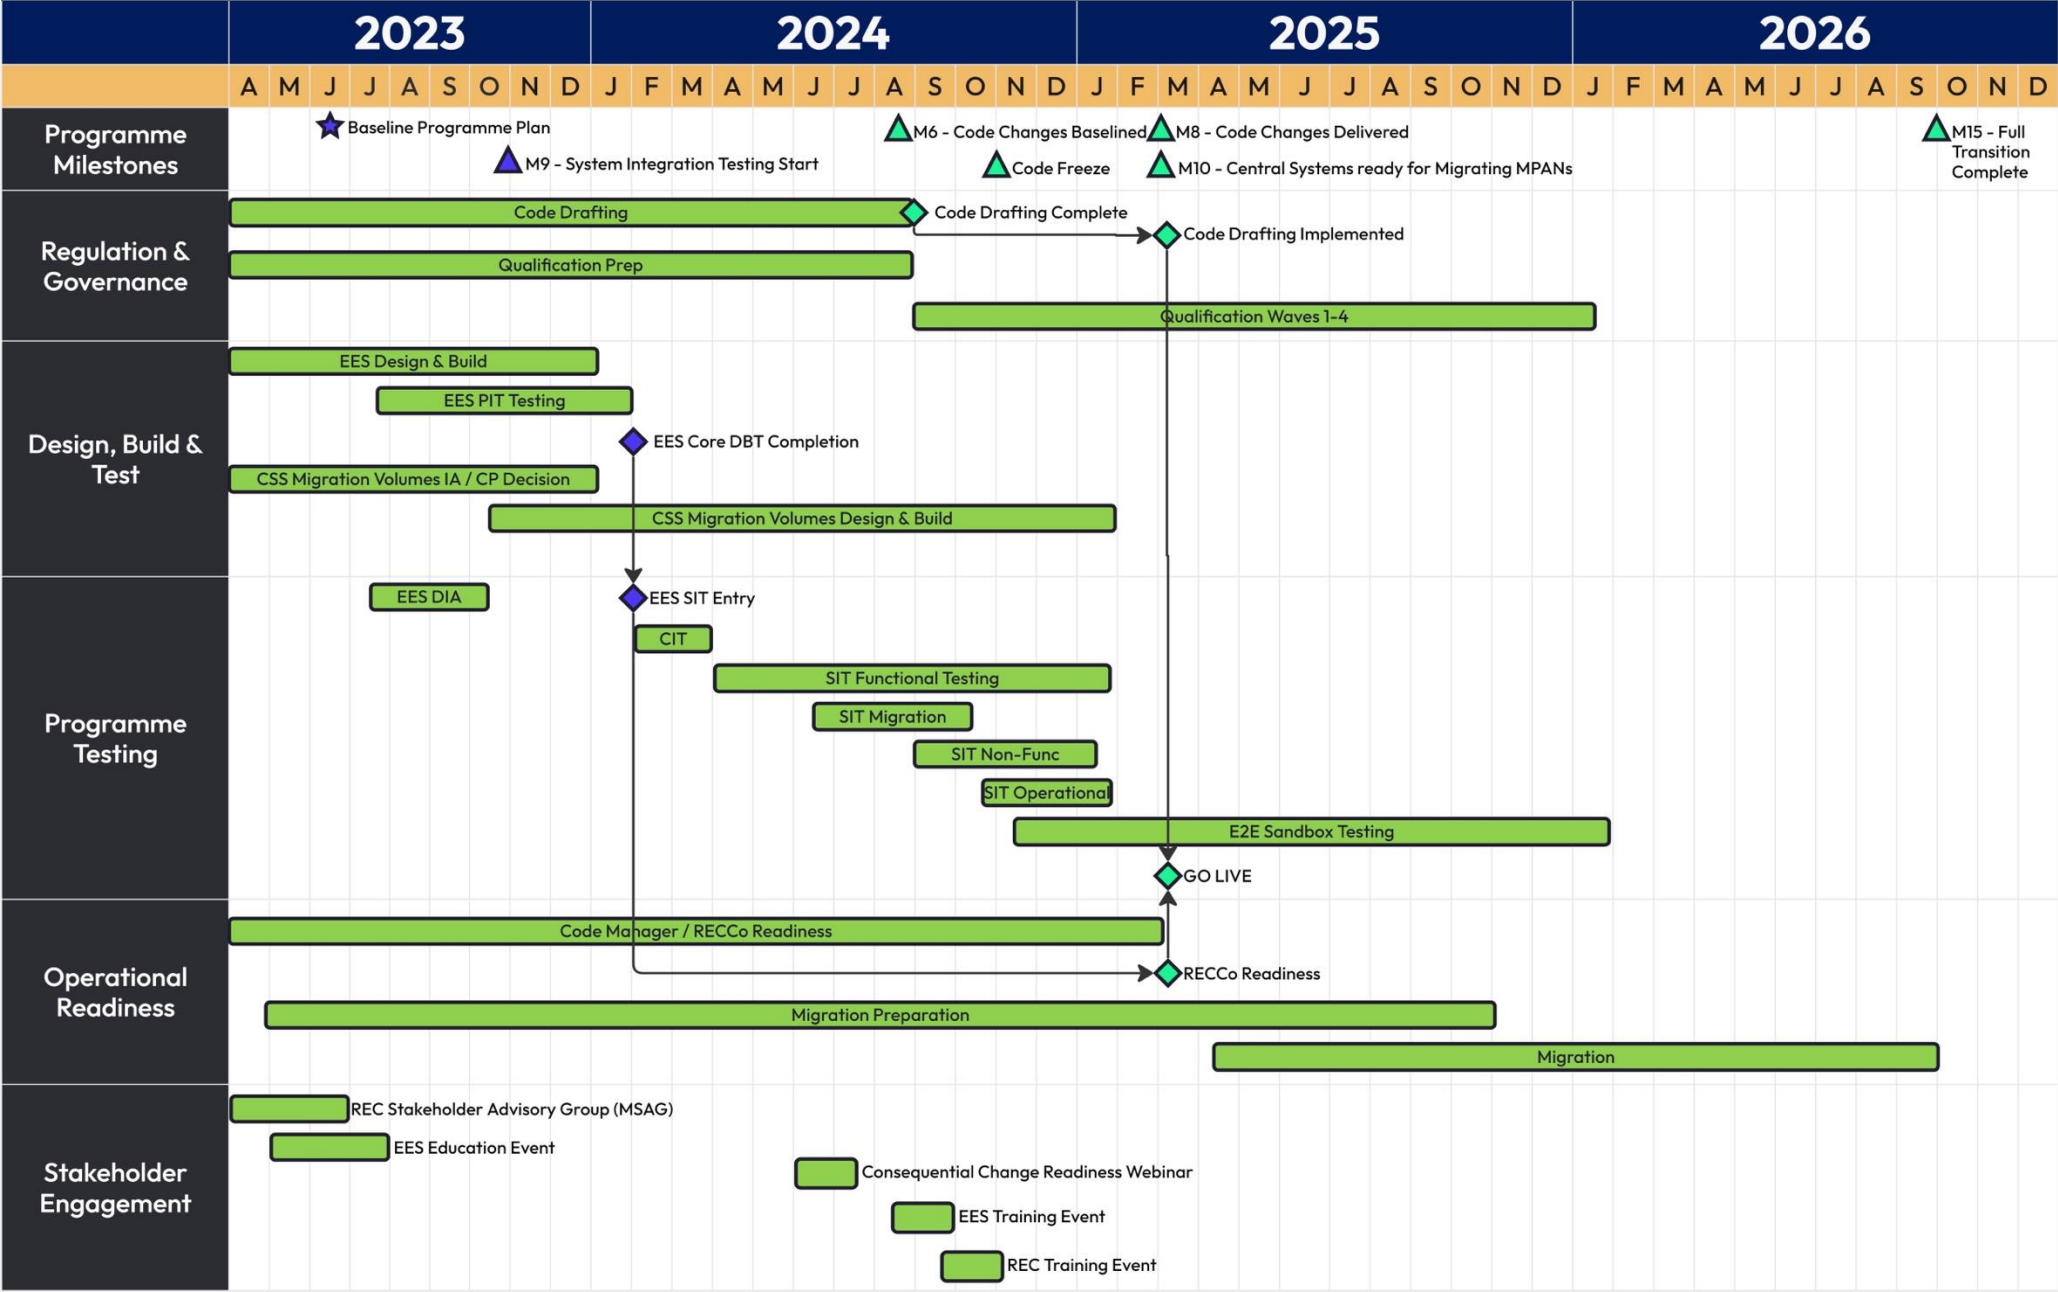 2023 2024 2025 2026
A M J J A S O N D J F M A M J J A S O N D J F M A M J J A S O N D J F M A M J J A S O N D
Programme
Milestones
Baseline Programme Plan
M6 - Code Changes Baselined
M8 - Code Changes Delivered
M15 - Full
Transition
Complete
M9 - System Integration Testing Start
Code Freeze
M10 - Central Systems ready for Migrating MPANs
Regulation &
Governance
Code Drafting
Code Drafting Complete
Code Drafting Implemented
Qualification Prep
Qualification Waves 1-4
Design, Build &
Test
EES Design & Build
EES PIT Testing
EES Core DBT Completion
CSS Migration Volumes IA / CP Decision
CSS Migration Volumes Design & Build
Programme
Testing
EES DIA
EES SIT Entry
CIT
SIT Functional Testing
SIT Migration
SIT Non-Func
SIT Operational
E2E Sandbox Testing
GO LIVE
Operational
Readiness
Code Manager / RECCo Readiness
RECCo Readiness
Migration Preparation
Migration
Stakeholder
Engagement
REC Stakeholder Advisory Group (MSAG)
EES Education Event
Consequential Change Readiness Webinar
EES Training Event
REC Training Event